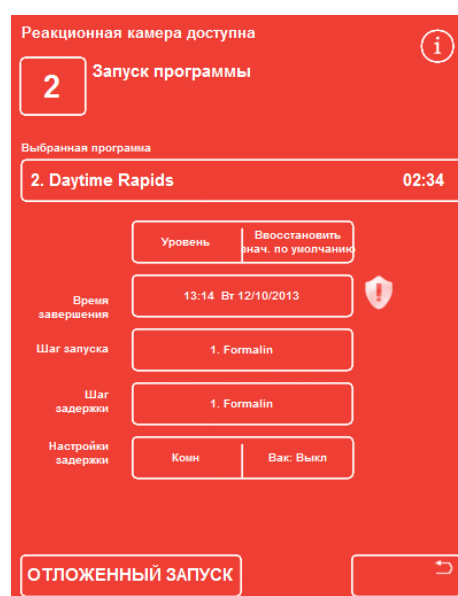 Реакционная камера доступна
i
2
Запуск программы
Выбранная программа
2. Daytime Rapids 02:34
Уровень
Ввосстановить
знач. по умолчанию
Время
завершения
13:14 Вт 12/10/2013
Шаг запуска
1. Formalin
Шаг
задержки
1. Formalin
Настройки
задержки
Комн
Вак: Выкл
ОТЛОЖЕННЫЙ ЗАПУСК